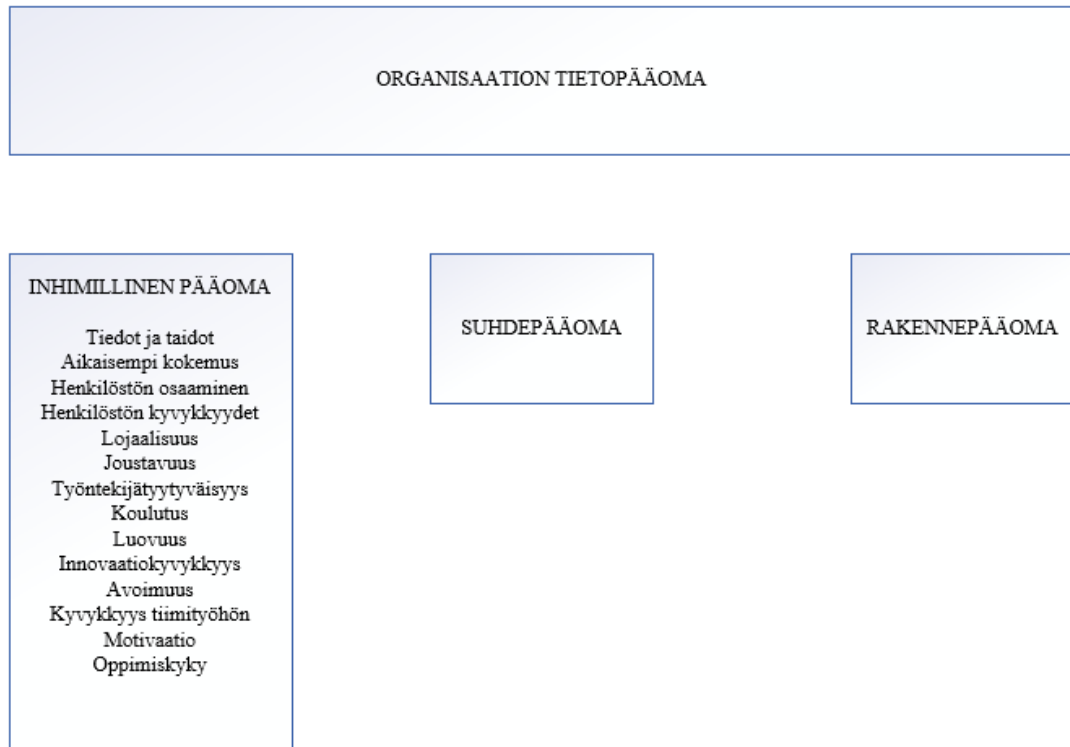 ORGANISAATION TIETOPÄÄOMA
INHIMILLINEN PÄÄOMA
Tiedot ja taidot
Aikaisempi kokemus
Henkilöstön osaaminen
Henkilöstön kyvykkyydet
Lojaalisuus
Joustavuus
Työntekijätyytyväisyys
Koulutus
Luovuus
Innovaatiokyvykkyys
Avoimuus
Kyvykkyys tiimityöhön
Motivaatio
Oppimiskyky
SUHDEPÄÄOMA
RAKENNEPÄÄOMA